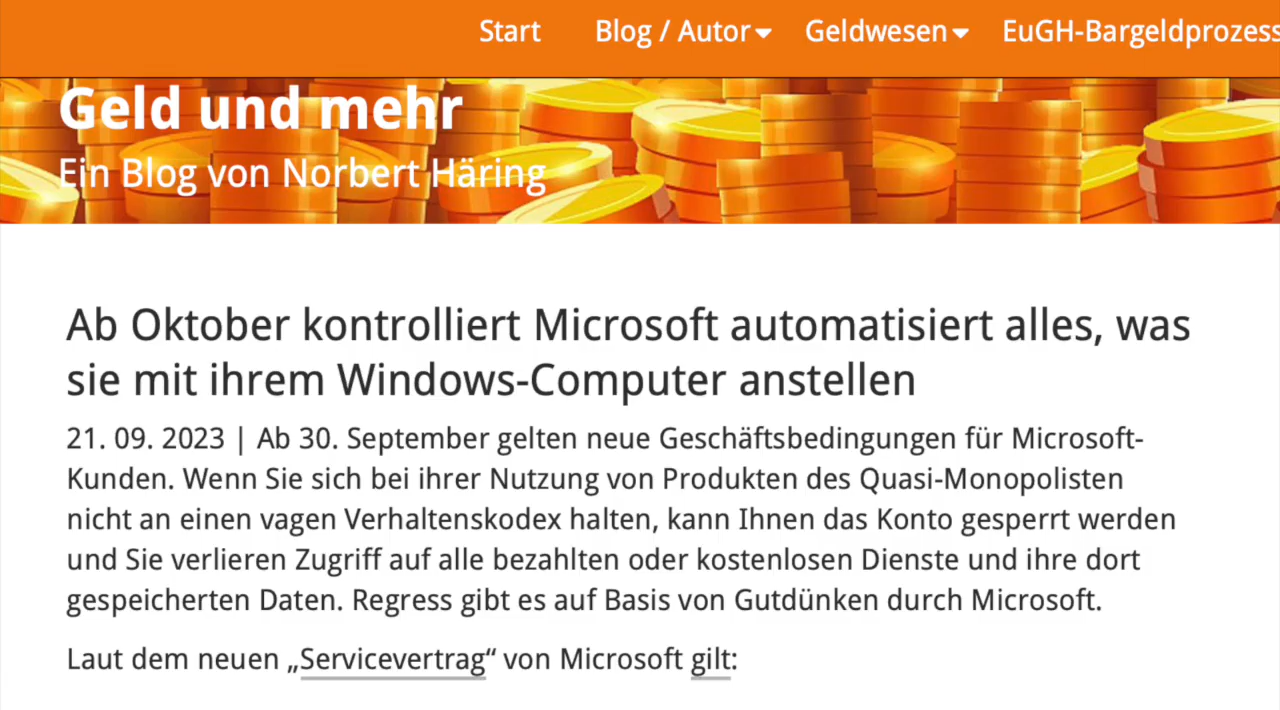 Start Blog / Autor Geldwesen EuGH-Bargeldprozess
Geld und mehr
Ein Blog von Norbert Häring
Ab Oktober kontrolliert Microsoft automatisiert alles, was
sie mit ihrem Windows-Computer anstellen
21. 09. 2023 | Ab 30. September gelten neue Geschäftsbedingungen für Microsoft-
Kunden. Wenn Sie sich bei ihrer Nutzung von Produkten des Quasi-Monopolisten
nicht an einen vagen Verhaltenskodex halten, kann Ihnen das Konto gesperrt werden
und Sie verlieren Zugriff auf alle bezahlten oder kostenlosen Dienste und ihre dort
gespeicherten Daten. Regress gibt es auf Basis von Gutdünken durch Microsoft.
Laut dem neuen „Servicevertrag“ von Microsoft gilt: